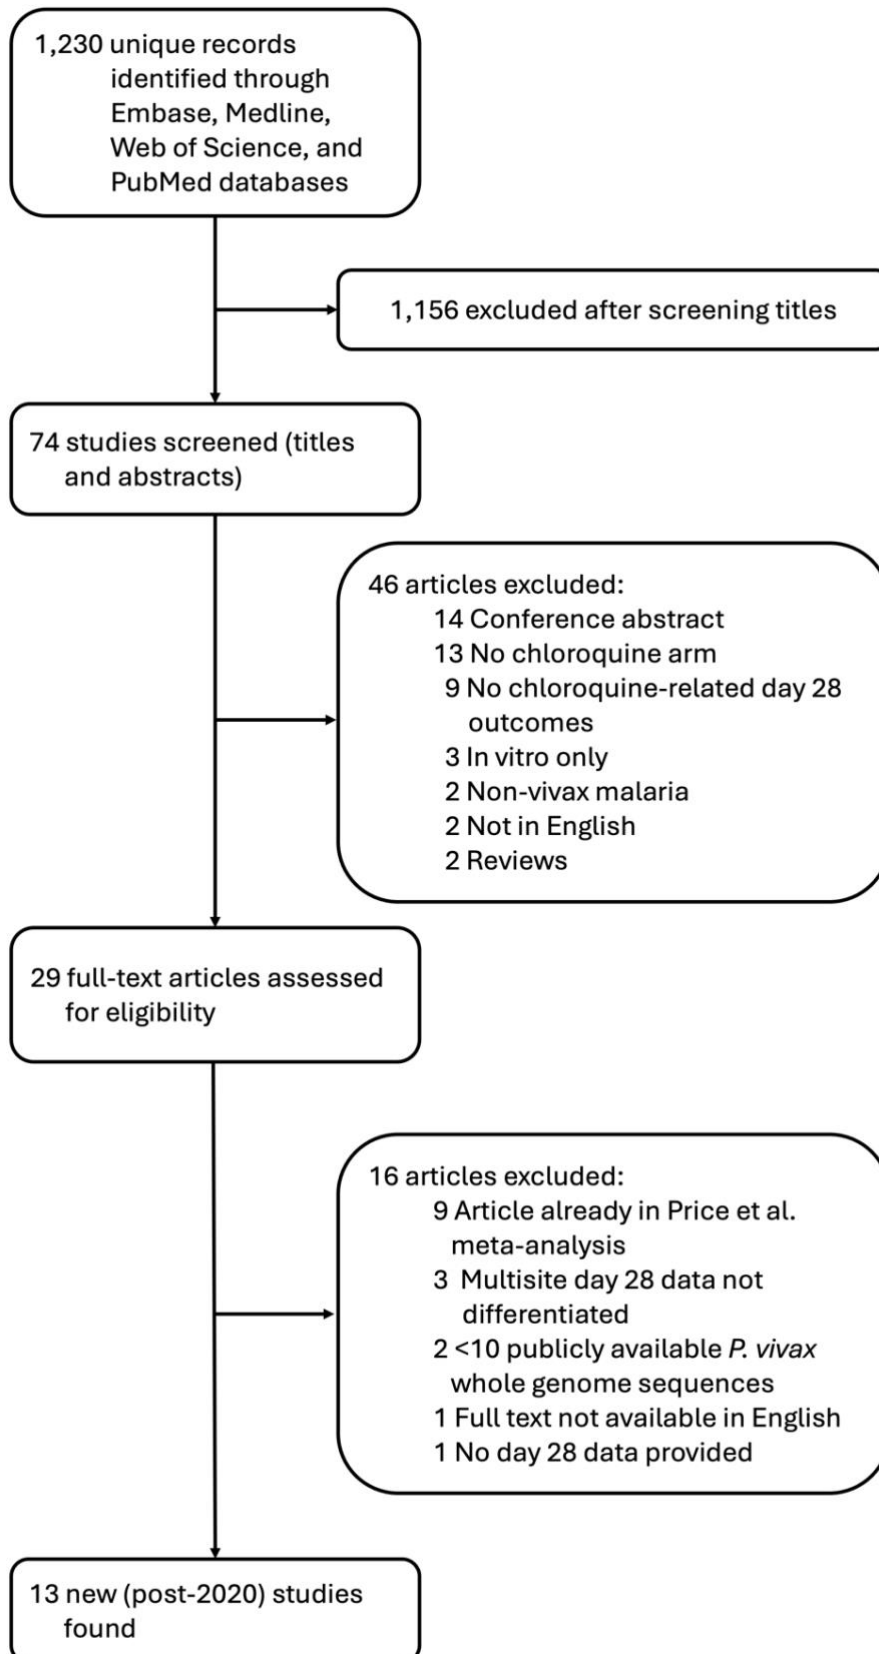 1,230 unique records
identified through
Embase, Medline,
Web of Science, and
PubMed databases
1,156 excluded after screening titles
74 studies screened (titles
and abstracts)
46 articles excluded:
14 Conference abstract
13 No chloroquine arm
9 No chloroquine-related day 28
outcomes
3 In vitro only
2 Non-vivax malaria
2 Not in English
2 Reviews
29 full-text articles assessed
for eligibility
16 articles excluded:
9 Article already in Price et al.
meta-analysis
3 Multisite day 28 data not
differentiated
2 <10 publicly available P. vivax
whole genome sequences
1 Full text not available in English
1 No day 28 data provided
13 new (post-2020) studies
found